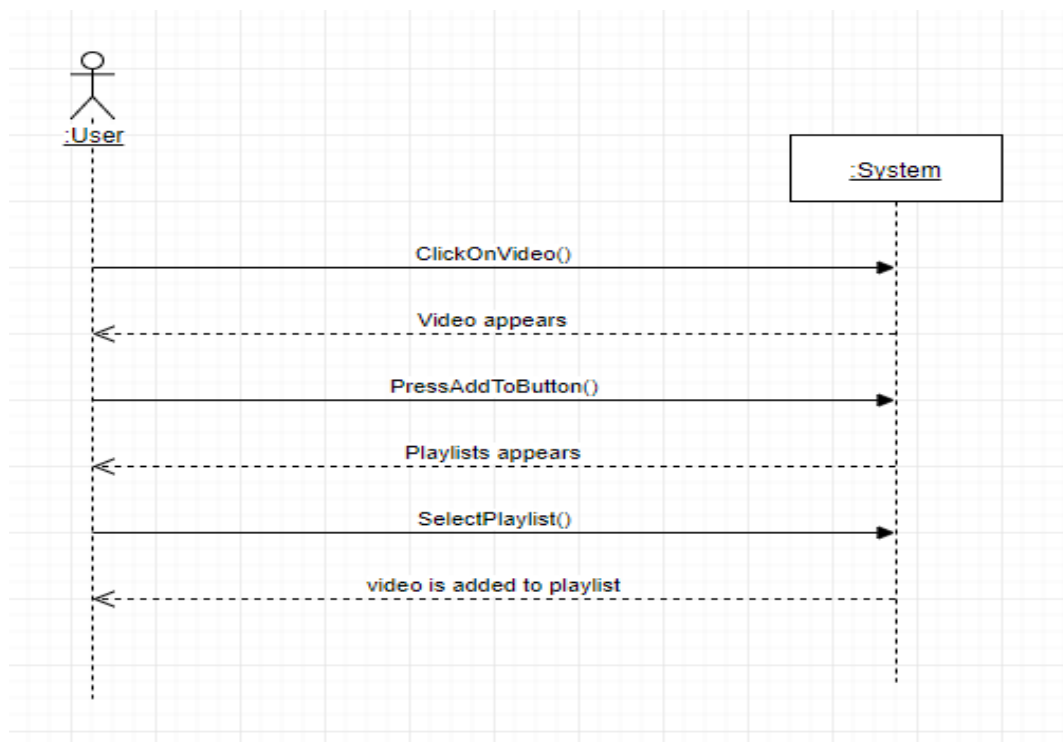 :User
:System
ClickOnVideo()
Video appears
PressAddToButton()
Playlists appears
SelectPlaylist()
video is added to playlist